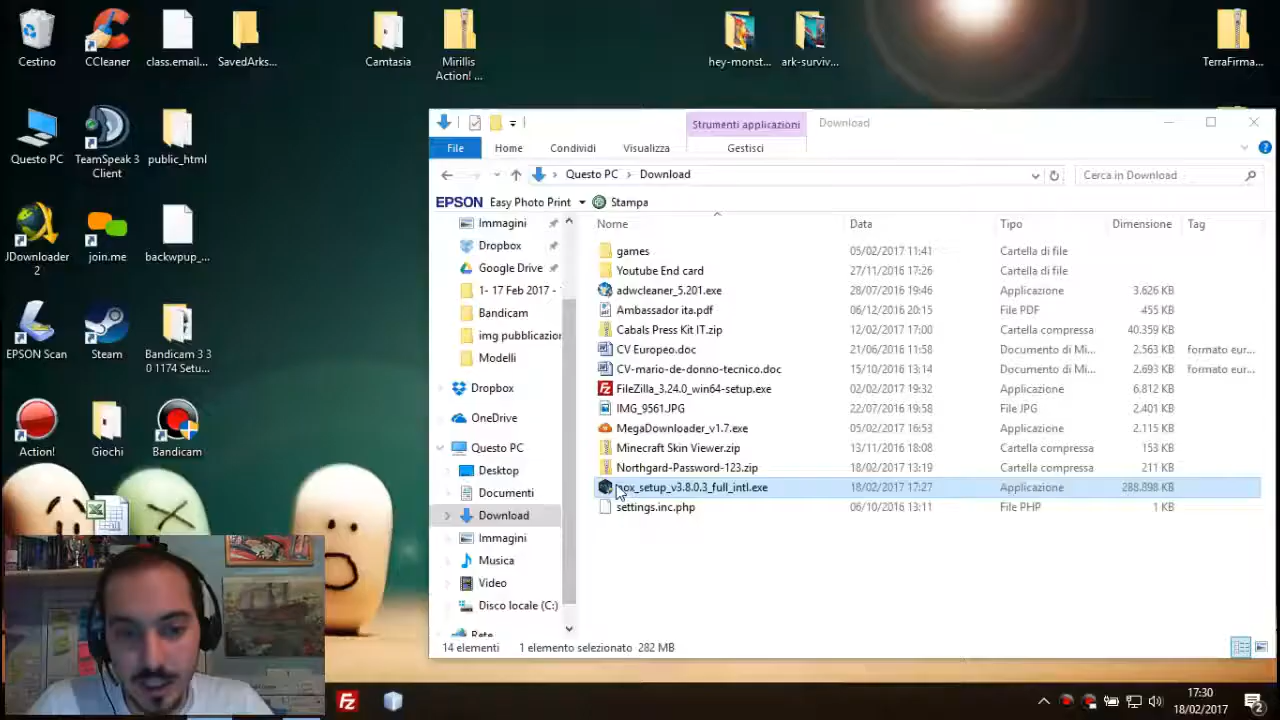 Cestino
CCleaner
class.email...
SavedArks...
Camtasia
Mirillis
Action! ...
hey-monst...
ark-surviv...
TerraFirma...
Questo PC
TeamSpeak 3
Client
public_html
JDownloader
2
join.me
backwpup_...
EPSON Scan
Steam
Bandicam 3 3
0 1174 Setu...
Action!
Giochi
Bandicam
Strumenti applicazioni
Download
File
Home
Condividi
Visualizza
Gestisci
Questo PC
Download
Cerca in Download
EPSON Easy Photo Print
Stampa
Immagini
Dropbox
Google Drive
1- 17 Feb 2017 -
Bandicam
img pubblicazion
Modelli
Dropbox
OneDrive
Questo PC
Desktop
Documenti
Download
Immagini
Musica
Video
Disco locale (C:)
Rete
Nome Data Tipo Dimensione Tag
games 05/02/2017 11:41 Cartella di file
Youtube End card 27/11/2016 17:26 Cartella di file
adwcleaner_5.201.exe 28/07/2016 19:46 Applicazione 3.626 KB
Ambassador ita.pdf 06/12/2016 20:15 File PDF 455 KB
Cabals Press Kit IT.zip 12/02/2017 17:00 Cartella compressa 40.359 KB
CV Europeo.doc 21/06/2016 11:58 Documento di Mi... 2.563 KB formato eur...
CV-mario-de-donno-tecnico.doc 15/10/2016 13:14 Documento di Mi... 2.693 KB formato eur...
FileZilla_3.24.0_win64-setup.exe 02/02/2017 19:32 Applicazione 6.812 KB
IMG_9561.JPG 22/07/2016 19:58 File JPG 2.401 KB
MegaDownloader_v1.7.exe 05/02/2017 16:53 Applicazione 2.115 KB
Minecraft Skin Viewer.zip 13/11/2016 18:08 Cartella compressa 153 KB
Northgard-Password-123.zip 18/02/2017 13:19 Cartella compressa 211 KB
nox_setup_v3.8.0.3_full_intl.exe 18/02/2017 17:27 Applicazione 288.898 KB
settings.inc.php 06/10/2016 13:11 File PHP 1 KB
14 elementi
1 elemento selezionato 282 MB
17:30
18/02/2017
2